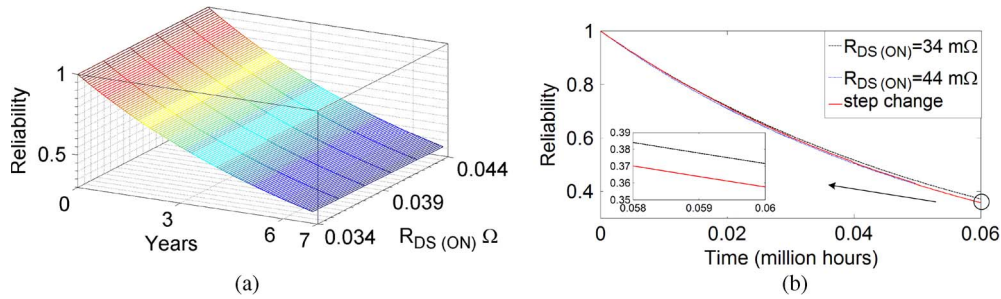 1
0.5
Reliability
0
3
6
7
Years
0.034
0.039
0.044
R_DS (ON) Ω
(a)
1
0.8
0.6
0.4
Reliability
R_DS (ON)=34 mΩ
R_DS (ON)=44 mΩ
step change
0.39
0.38
0.37
0.36
0.35
0.058
0.059
0.06
0
0.02
0.04
0.06
Time (million hours)
(b)